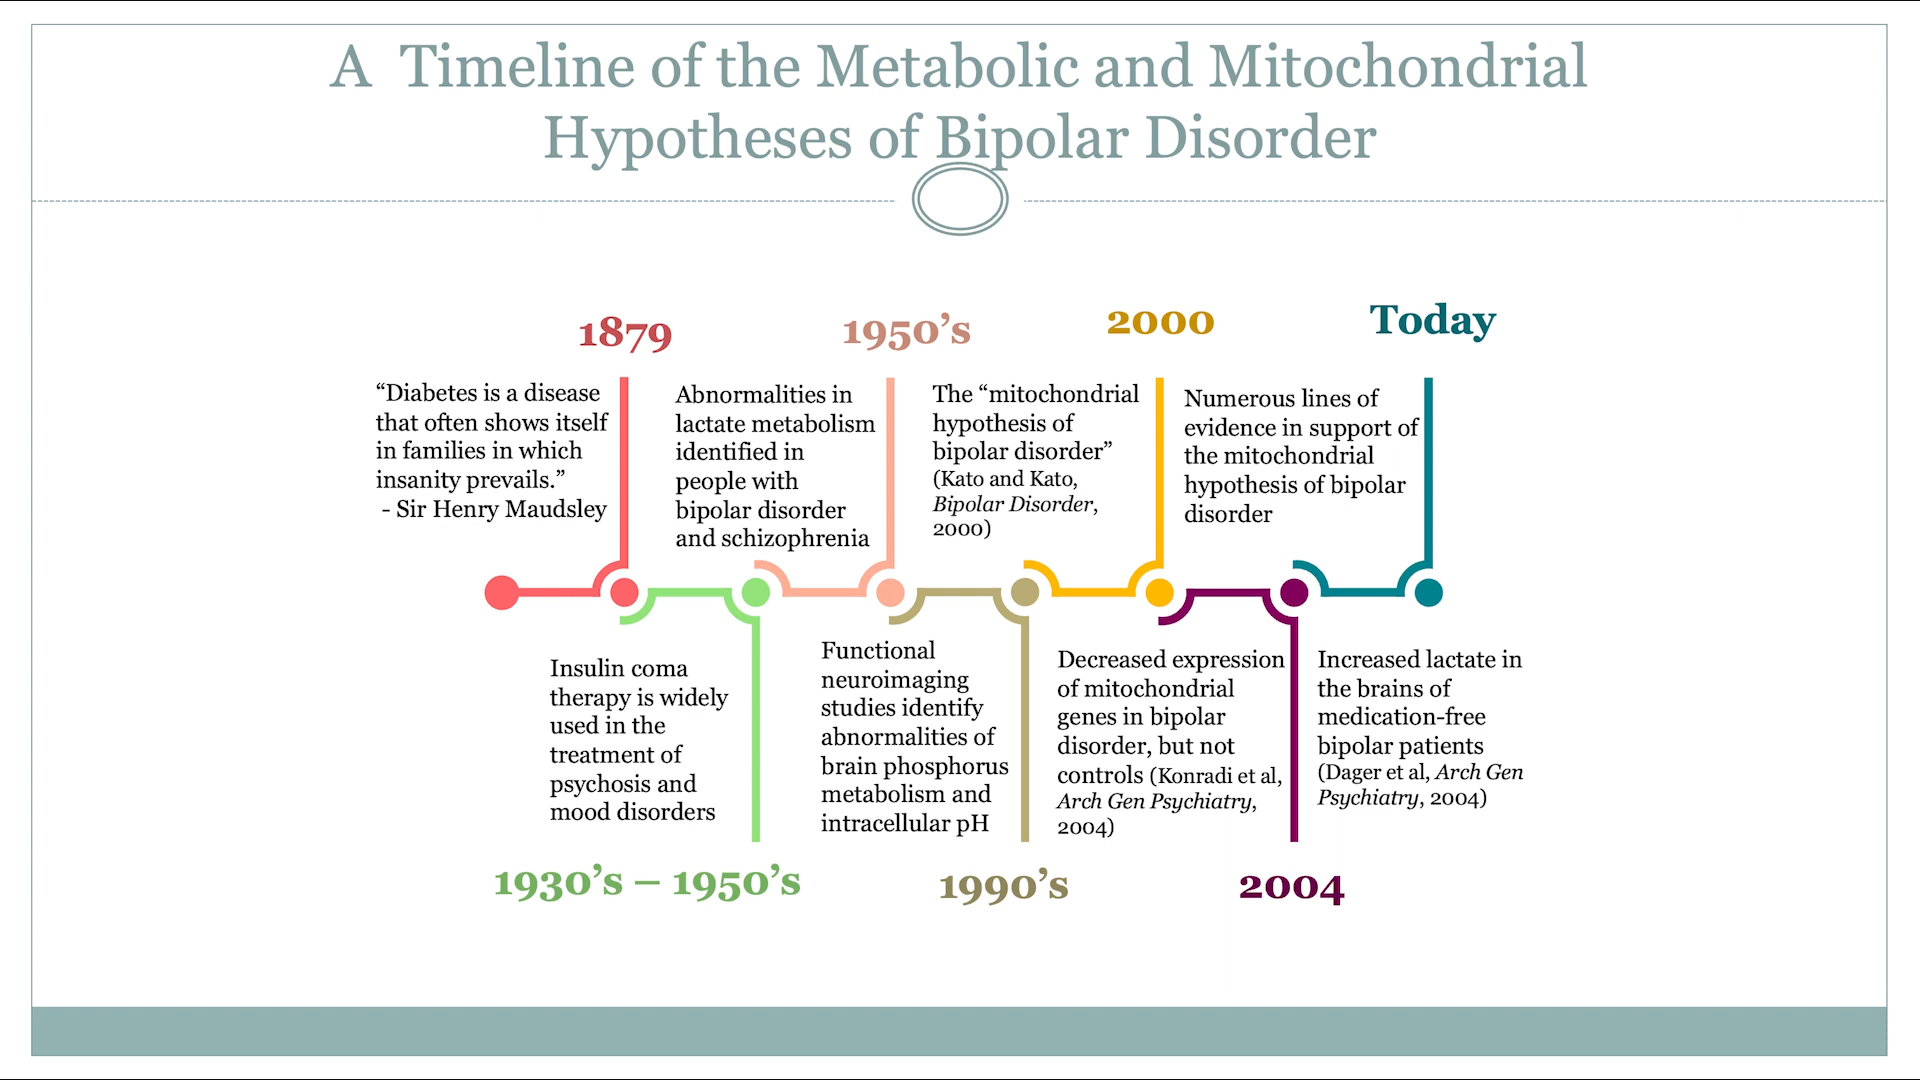 A Timeline of the Metabolic and Mitochondrial
Hypotheses of Bipolar Disorder
1879
“Diabetes is a disease
that often shows itself
in families in which
insanity prevails.”
- Sir Henry Maudsley
1930’s – 1950’s
Insulin coma
therapy is widely
used in the
treatment of
psychosis and
mood disorders
1950’s
Abnormalities in
lactate metabolism
identified in
people with
bipolar disorder
and schizophrenia
1990’s
Functional
neuroimaging
studies identify
abnormalities of
brain phosphorus
metabolism and
intracellular pH
2000
The “mitochondrial
hypothesis of
bipolar disorder”
(Kato and Kato,
Bipolar Disorder,
2000)
2004
Decreased expression
of mitochondrial
genes in bipolar
disorder, but not
controls (Konradi et al,
Arch Gen Psychiatry,
2004)
Increased lactate in
the brains of
medication-free
bipolar patients
(Dager et al, Arch Gen
Psychiatry, 2004)
Today
Numerous lines of
evidence in support of
the mitochondrial
hypothesis of bipolar
disorder